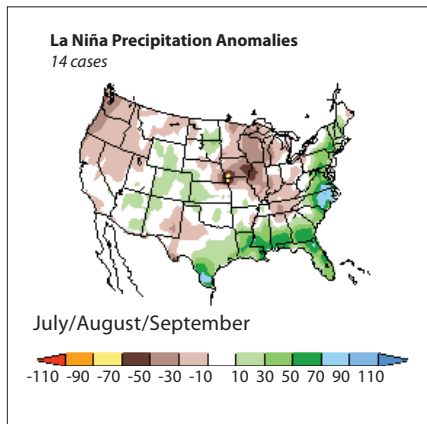 La Niña Precipitation Anomalies
14 cases
July/August/September
-110 -90 -70 -50 -30 -10 10 30 50 70 90 110